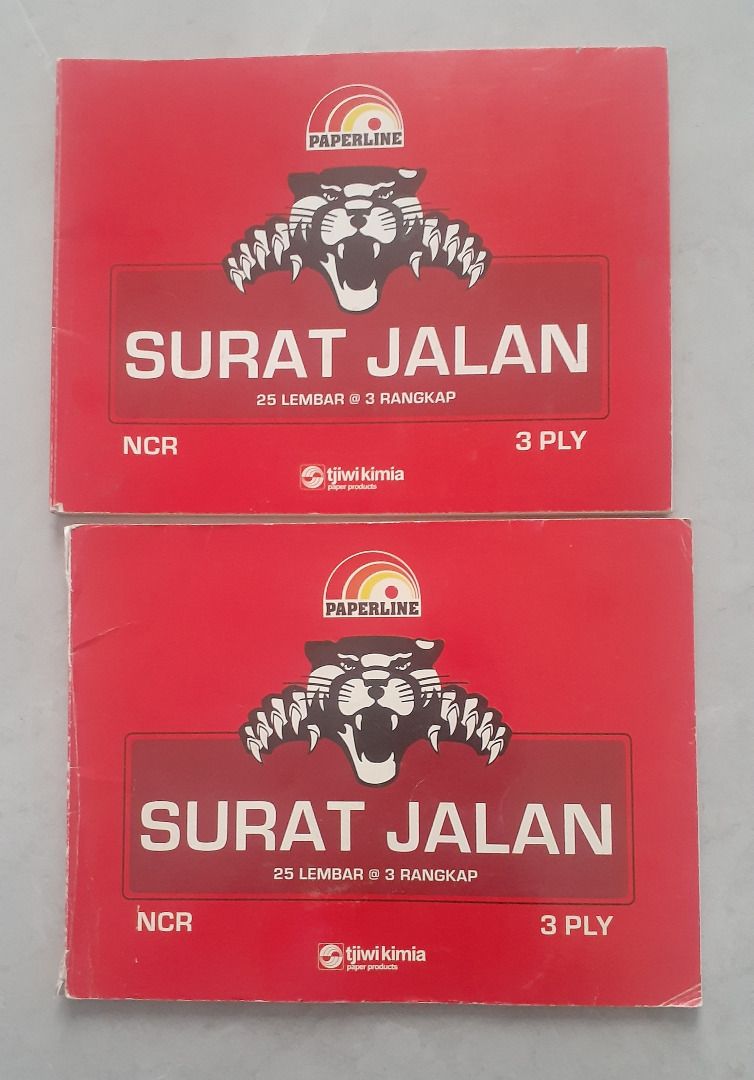 PAPERLINE
SURAT JALAN
25 LEMBAR @ 3 RANGKAP
NCR
3 PLY
tjiwi kimia
paper products
PAPERLINE
SURAT JALAN
25 LEMBAR @ 3 RANGKAP
NCR
3 PLY
tjiwi kimia
paper products